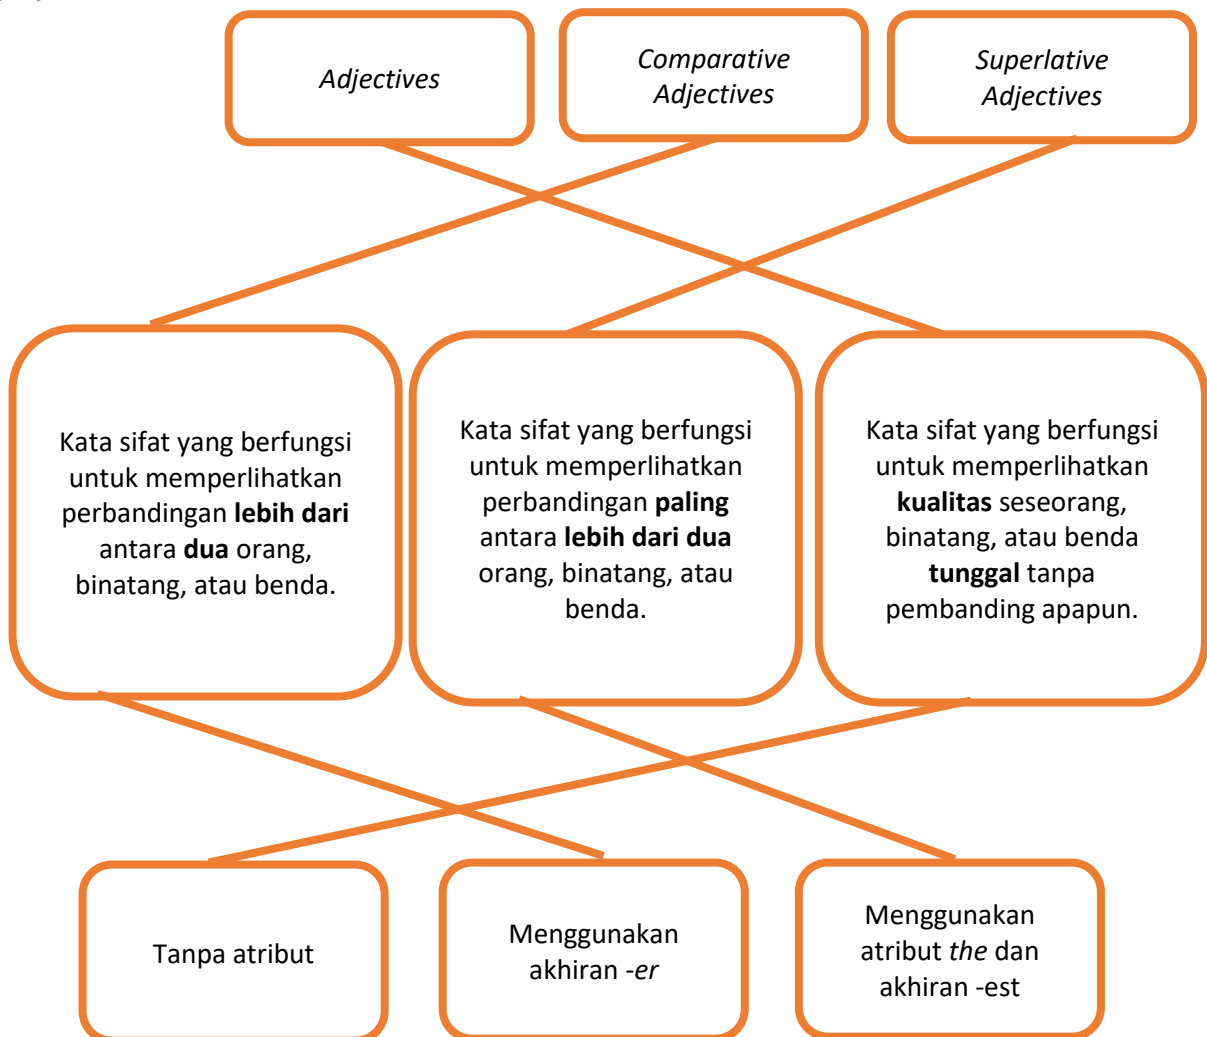 Adjectives
Comparative
Adjectives
Superlative
Adjectives
Kata sifat yang berfungsi
untuk memperlihatkan
perbandingan lebih dari
antara dua orang,
binatang, atau benda.
Kata sifat yang berfungsi
untuk memperlihatkan
perbandingan paling
antara lebih dari dua
orang, binatang, atau
benda.
Kata sifat yang berfungsi
untuk memperlihatkan
kualitas seseorang,
binatang, atau benda
tunggal tanpa
pembanding apapun.
Tanpa atribut
Menggunakan
akhiran -er
Menggunakan
atribut the dan
akhiran -est